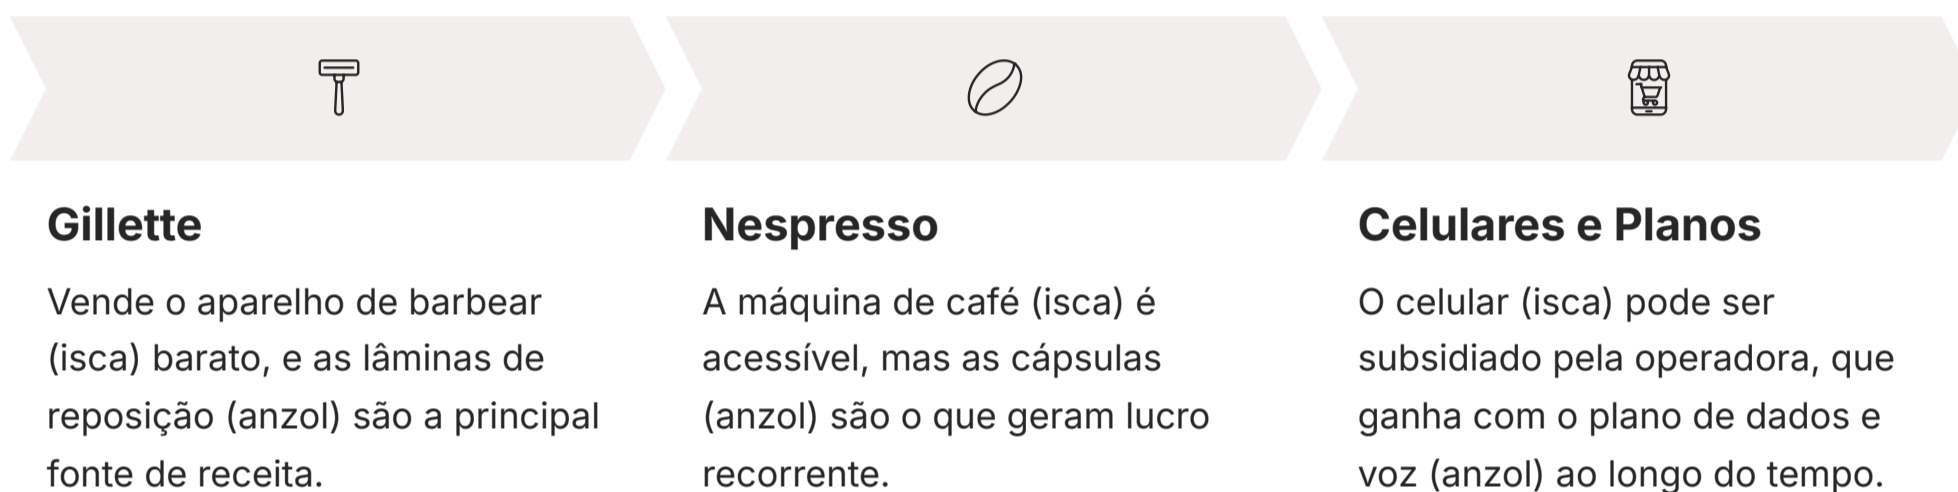 Gillette
Vende o aparelho de barbear
(isca) barato, e as lâminas de
reposição (anzol) são a principal
fonte de receita.
Nespresso
A máquina de café (isca) é
acessível, mas as cápsulas
(anzol) são o que geram lucro
recorrente.
Celulares e Planos
O celular (isca) pode ser
subsidiado pela operadora, que
ganha com o plano de dados e
voz (anzol) ao longo do tempo.